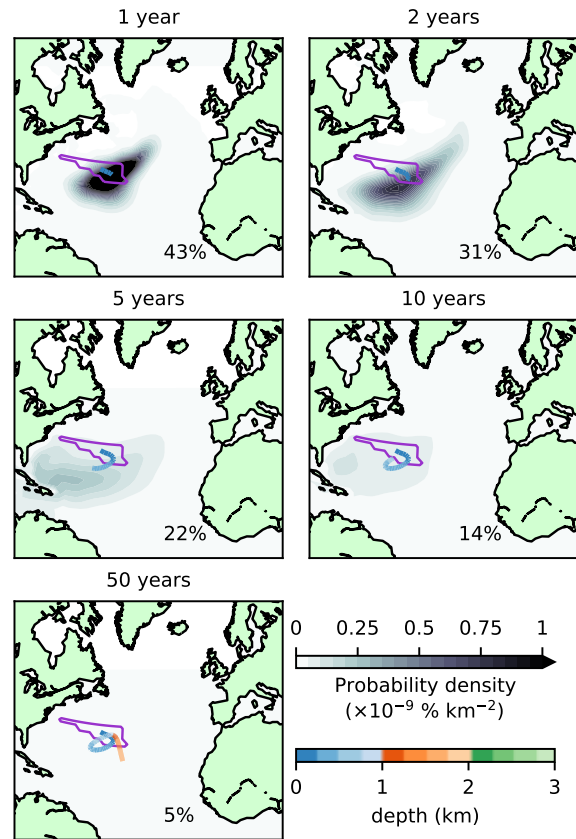 1 year
2 years
43%
31%
5 years
10 years
22%
14%
50 years
5%
0 0.25 0.5 0.75 1
Probability density
(×10⁻⁹ % km⁻²)
0 1 2 3
depth (km)